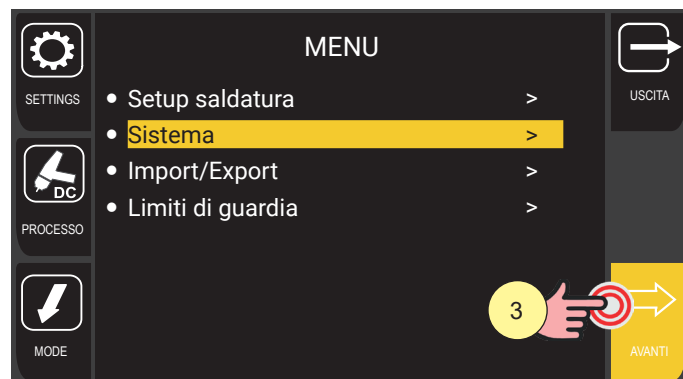 MENU
SETTINGS
USCITA
• Setup saldatura >
• Sistema >
• Import/Export >
• Limiti di guardia >
DC
PROCESSO
3
MODE
AVANTI